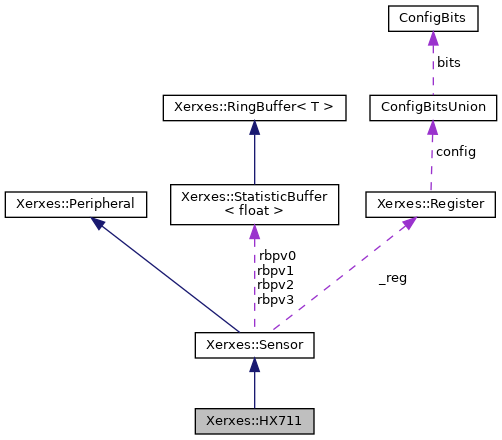 ConfigBits
bits
Xerxes::RingBuffer< T >
ConfigBitsUnion
config
Xerxes::Peripheral
Xerxes::StatisticBuffer
< float >
Xerxes::Register
rbpv0
rbpv1
rbpv2
rbpv3
_reg
Xerxes::Sensor
Xerxes::HX711